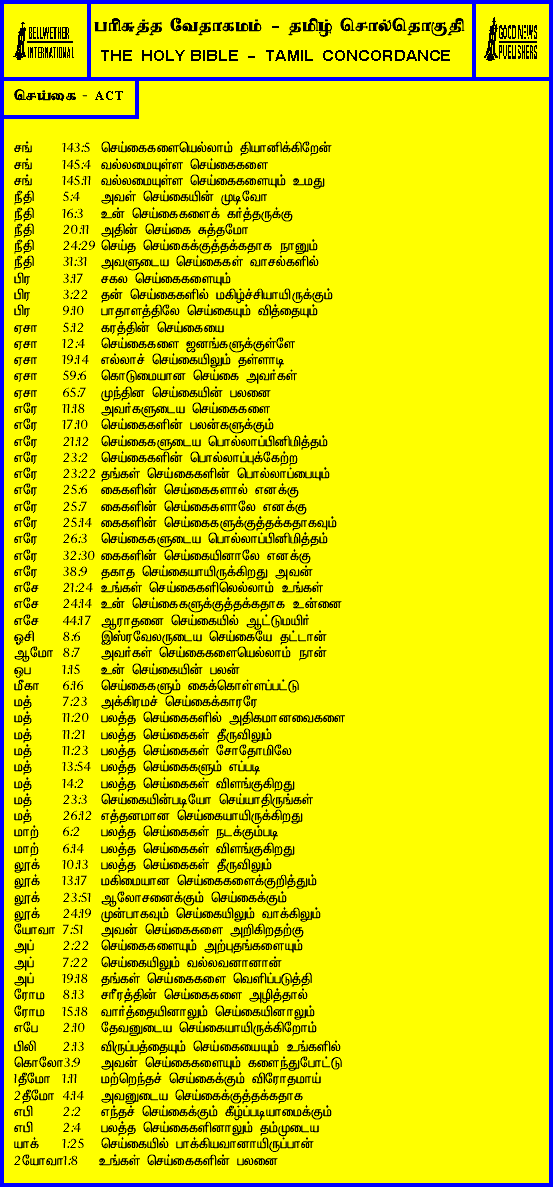 BELLWETHER
INTERNATIONAL
பரிசுத்த வேதாகமம் - தமிழ் சொல்தொகுதி
THE HOLY BIBLE - TAMIL CONCORDANCE
GOOD NEWS
PUBLISHERS
செய்கை - ACT
சங் 143:5 செய்கைகளையெல்லாம் தியானிக்கிறேன்
சங் 145:4 வல்லமையுள்ள செய்கைகளை
சங் 145:11 வல்லமையுள்ள செய்கைகளையும் உமது
நீதி 5:4 அவள் செய்கையின் முடிவோ
நீதி 16:3 உன் செய்கைகளைக் கர்த்தருக்கு
நீதி 20:11 அதின் செய்கை சுத்தமோ
நீதி 24:29 செய்த செய்கைக்குத்தக்கதாக நானும்
நீதி 31:31 அவளுடைய செய்கைகள் வாசல்களில்
பிர 3:17 சகல செய்கைகளையும்
பிர 3:22 தன் செய்கைகளில் மகிழ்ச்சியாயிருக்கும்
பிர 9:10 பாதாளத்திலே செய்கையும் வித்தையும்
ஏசா 5:12 கரத்தின் செய்கையை
ஏசா 12:4 செய்கைகளை ஜனங்களுக்குள்ளே
ஏசா 19:14 எல்லாச் செய்கையிலும் தள்ளாடி
ஏசா 59:6 கொடுமையான செய்கை அவர்கள்
ஏசா 65:7 முந்தின செய்கையின் பலனை
எரே 11:18 அவர்களுடைய செய்கைகளை
எரே 17:10 செய்கைகளின் பலன்களுக்கும்
எரே 21:12 செய்கைகளுடைய பொல்லாப்பினிமித்தம்
எரே 23:2 செய்கைகளின் பொல்லாப்புக்கேற்ற
எரே 23:22 தங்கள் செய்கைகளின் பொல்லாப்பையும்
எரே 25:6 கைகளின் செய்கைகளால் எனக்கு
எரே 25:7 கைகளின் செய்கைகளாலே எனக்கு
எரே 25:14 கைகளின் செய்கைகளுக்குத்தக்கதாகவும்
எரே 26:3 செய்கைகளுடைய பொல்லாப்பினிமித்தம்
எரே 32:30 கைகளின் செய்கையினாலே எனக்கு
எரே 38:9 தகாத செய்கையாயிருக்கிறது அவன்
எசே 21:24 உங்கள் செய்கைகளிலெல்லாம் உங்கள்
எசே 24:14 உன் செய்கைகளுக்குத்தக்கதாக உன்னை
எசே 44:17 ஆராதனை செய்கையில் ஆட்டுமயிர்
ஓசி 8:6 இஸ்ரவேலருடைய செய்கையே தட்டான்
ஆமோ 8:7 அவர்கள் செய்கைகளையெல்லாம் நான்
ஒப 1:15 உன் செய்கையின் பலன்
மீகா 6:16 செய்கைகளும் கைக்கொள்ளப்பட்டு
மத் 7:23 அக்கிரமச் செய்கைக்காரரே
மத் 11:20 பலத்த செய்கைகளில் அதிகமானவைகளை
மத் 11:21 பலத்த செய்கைகள் தீருவிலும்
மத் 11:23 பலத்த செய்கைகள் சோதோமிலே
மத் 13:54 பலத்த செய்கைகளும் எப்படி
மத் 14:2 பலத்த செய்கைகள் விளங்குகிறது
மத் 23:3 செய்கையின்படியோ செய்யாதிருங்கள்
மத் 26:12 எத்தனமான செய்கையாயிருக்கிறது
மாற் 6:2 பலத்த செய்கைகள் நடக்கும்படி
மாற் 6:14 பலத்த செய்கைகள் விளங்குகிறது
லூக் 10:13 பலத்த செய்கைகள் தீருவிலும்
லூக் 13:17 மகிமையான செய்கைகளைக்குறித்தும்
லூக் 23:51 ஆலோசனைக்கும் செய்கைக்கும்
லூக் 24:19 முன்பாகவும் செய்கையிலும் வாக்கிலும்
யோவா 7:51 அவன் செய்கைகளை அறிகிறதற்கு
அப் 2:22 செய்கைகளையும் அற்புதங்களையும்
அப் 7:22 செய்கையிலும் வல்லவனானான்
அப் 19:18 தங்கள் செய்கைகளை வெளிப்படுத்தி
ரோம 8:13 சரீரத்தின் செய்கைகளை அழித்தால்
ரோம 15:18 வார்த்தையினாலும் செய்கையினாலும்
எபே 2:10 தேவனுடைய செய்கையாயிருக்கிறோம்
பிலி 2:13 விருப்பத்தையும் செய்கையையும் உங்களில்
கொலோ3:9 அவன் செய்கைகளையும் களைந்துபோட்டு
1தீமோ 1:11 மற்றெந்தச் செய்கைக்கும் விரோதமாய்
2தீமோ 4:14 அவனுடைய செய்கைக்குத்தக்கதாக
எபி 2:2 எந்தச் செய்கைக்கும் கீழ்ப்படியாமைக்கும்
எபி 2:4 பலத்த செய்கைகளினாலும் தம்முடைய
யாக் 1:25 செய்கையில் பாக்கியவானாயிருப்பான்
2யோவா1:8 உங்கள் செய்கைகளின் பலனை